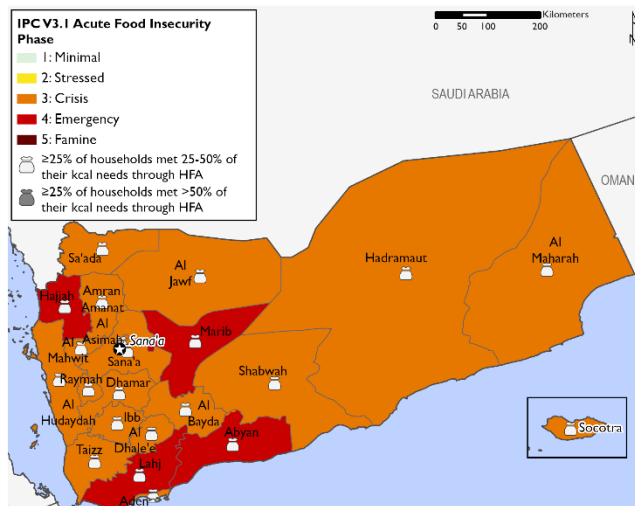 IPC V3.1 Acute Food Insecurity
Phase
1: Minimal
2: Stressed
3: Crisis
4: Emergency
5: Famine
≥25% of households met 25-50% of
their kcal needs through HFA
≥25% of households met >50% of
their kcal needs through HFA
Kilometers
0 50 100 200
N
SAUDI ARABIA
OMAN
Sa'ada
Al
Jawf
Hadramaut
Al
Maharah
Hajjah
Amran
Amanat
Al
Asimah
Sana'a
Marib
Al
Mahwit
Sana'a
Shabwah
Raymah
Dhamar
Al
Hudaydah
Ibb
Al
Bayda
Al
Dhale'e
Abyan
Socotra
Taizz
Lahj
Aden